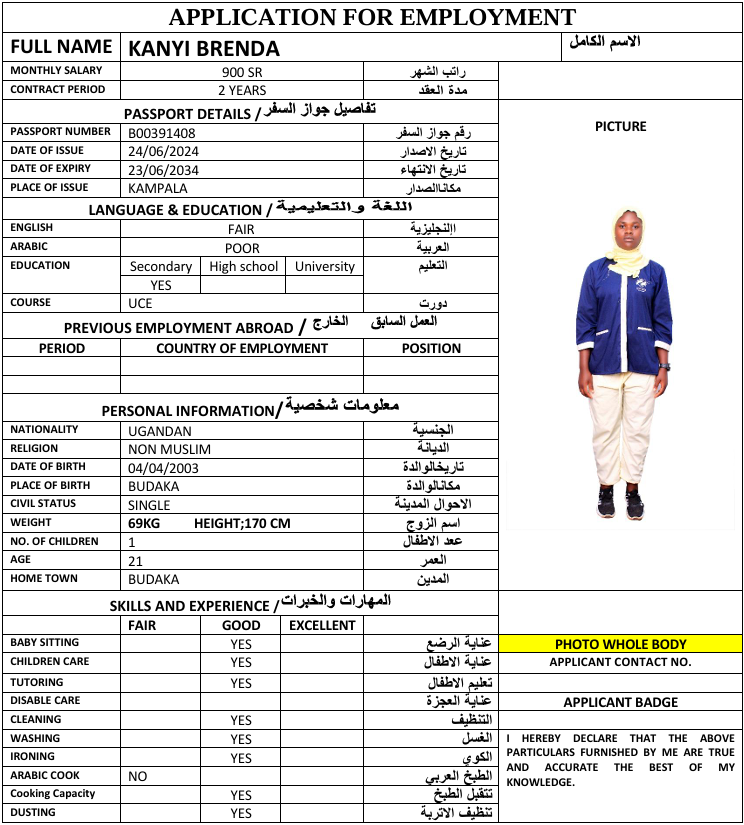 APPLICATION FOR EMPLOYMENT
FULL NAME KANYI BRENDA الاسم الكامل
MONTHLY SALARY 900 SR راتب الشهر
CONTRACT PERIOD 2 YEARS مدة العقد
PASSPORT DETAILS / تفاصيل جواز السفر
PICTURE
PASSPORT NUMBER B00391408 رقم جواز السفر
DATE OF ISSUE 24/06/2024 تاريخ الاصدار
DATE OF EXPIRY 23/06/2034 تاريخ الانتهاء
PLACE OF ISSUE KAMPALA مكاناالصدار
LANGUAGE & EDUCATION / اللغة والتعليمية
ENGLISH FAIR اإلنجليزية
ARABIC POOR العربية
EDUCATION Secondary High school University التعليم
YES
COURSE UCE دورت
PREVIOUS EMPLOYMENT ABROAD / العمل السابق الخارج
PERIOD COUNTRY OF EMPLOYMENT POSITION
PERSONAL INFORMATION/ معلومات شخصية
NATIONALITY UGANDAN الجنسية
RELIGION NON MUSLIM الديانة
DATE OF BIRTH 04/04/2003 تاريخالوالدة
PLACE OF BIRTH BUDAKA مكانالوالدة
CIVIL STATUS SINGLE الاحوال المدينة
WEIGHT 69KG HEIGHT;170 CM اسم الزوج
NO. OF CHILDREN 1 عدد الاطفال
AGE 21 العمر
HOME TOWN BUDAKA المدين
SKILLS AND EXPERIENCE / المهارات والخبرات
FAIR GOOD EXCELLENT
BABY SITTING YES عناية الرضع
PHOTO WHOLE BODY
CHILDREN CARE YES عناية الاطفال
APPLICANT CONTACT NO.
TUTORING YES تعليم الاطفال
DISABLE CARE عناية العجزة
APPLICANT BADGE
CLEANING YES التنظيف
WASHING YES الغسل
IRONING YES الكوي
ARABIC COOK NO الطبخ العربي
Cooking Capacity YES تتقبل الطبخ
DUSTING YES تنظيف الاتربة
I HEREBY DECLARE THAT THE ABOVE
PARTICULARS FURNISHED BY ME ARE TRUE
AND ACCURATE THE BEST OF MY
KNOWLEDGE.